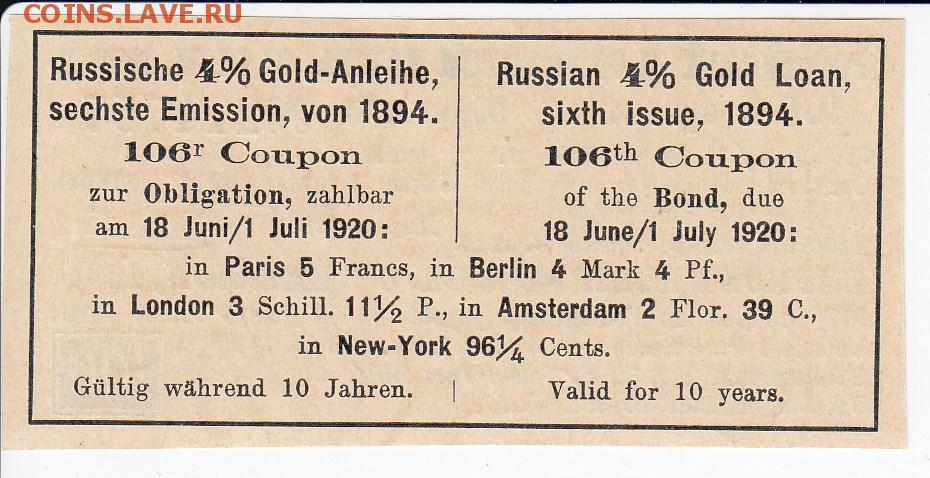 COINS.LAVE.RU
Russische 4% Gold-Anleihe,
sechste Emission, von 1894.
106r Coupon
zur Obligation, zahlbar
am 18 Juni/1 Juli 1920:
Russian 4% Gold Loan,
sixth issue, 1894.
106th Coupon
of the Bond, due
18 June/1 July 1920:
in Paris 5 Francs, in Berlin 4 Mark 4 Pf.,
in London 3 Schill. 11½ P., in Amsterdam 2 Flor. 39 C.,
in New-York 96¼ Cents.
Gültig während 10 Jahren.
Valid for 10 years.